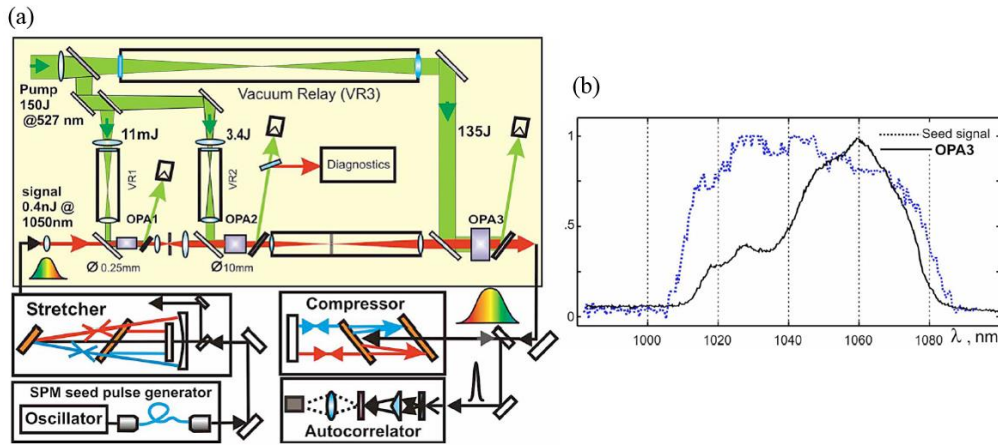 (a)
Pump
150J
@527 nm
Vacuum Relay (VR3)
11mJ
3.4J
135J
VR1
VR2
Diagnostics
signal
0.4nJ @
1050nm
OPA1
OPA2
OPA3
Ø 0.25mm
Ø 10mm
Stretcher
Compressor
SPM seed pulse generator
Oscillator
Autocorrelator
(b)
Seed signal
OPA3
1
.5
0
1000
1020
1040
1060
1080
λ , nm